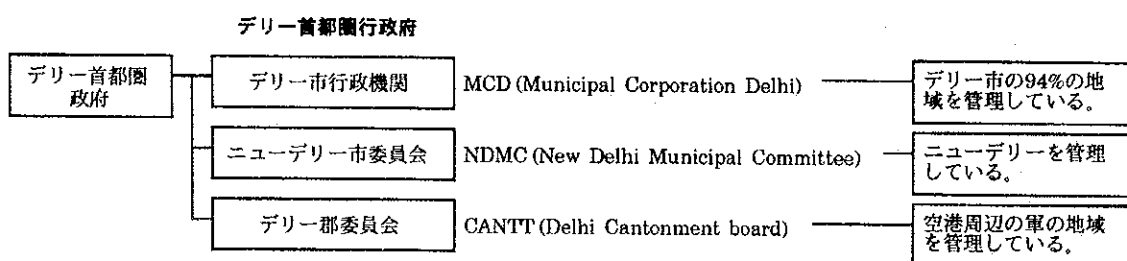 デリー首都圏行政府
デリー首都圏
政府
デリー市行政機関
MCD (Municipal Corporation Delhi)
デリー市の94%の地
域を管理している。
ニューデリー市委員会
NDMC (New Delhi Municipal Committee)
ニューデリーを管理
している。
デリー郡委員会
CANTT (Delhi Cantonment board)
空港周辺の軍の地域
を管理している。